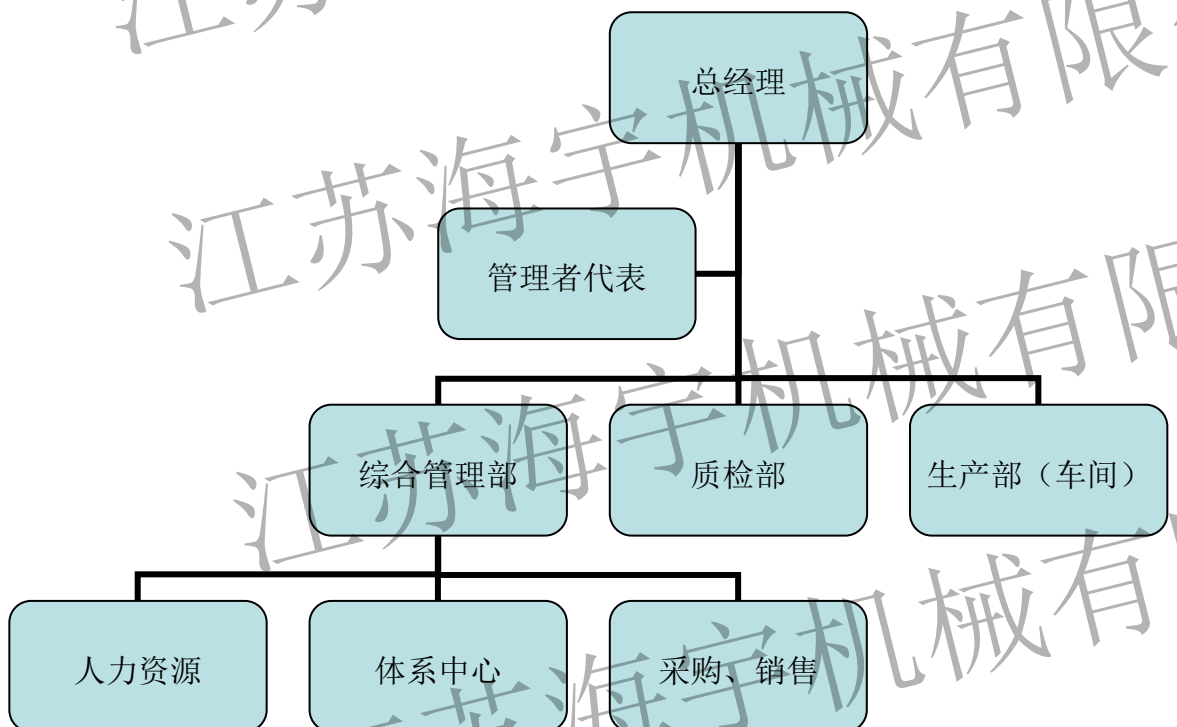 总经理
管理者代表
综合管理部
质检部
生产部（车间）
人力资源
体系中心
采购、销售
江苏海宇机械有限
江苏海宇机械有限
江苏海宇机械有